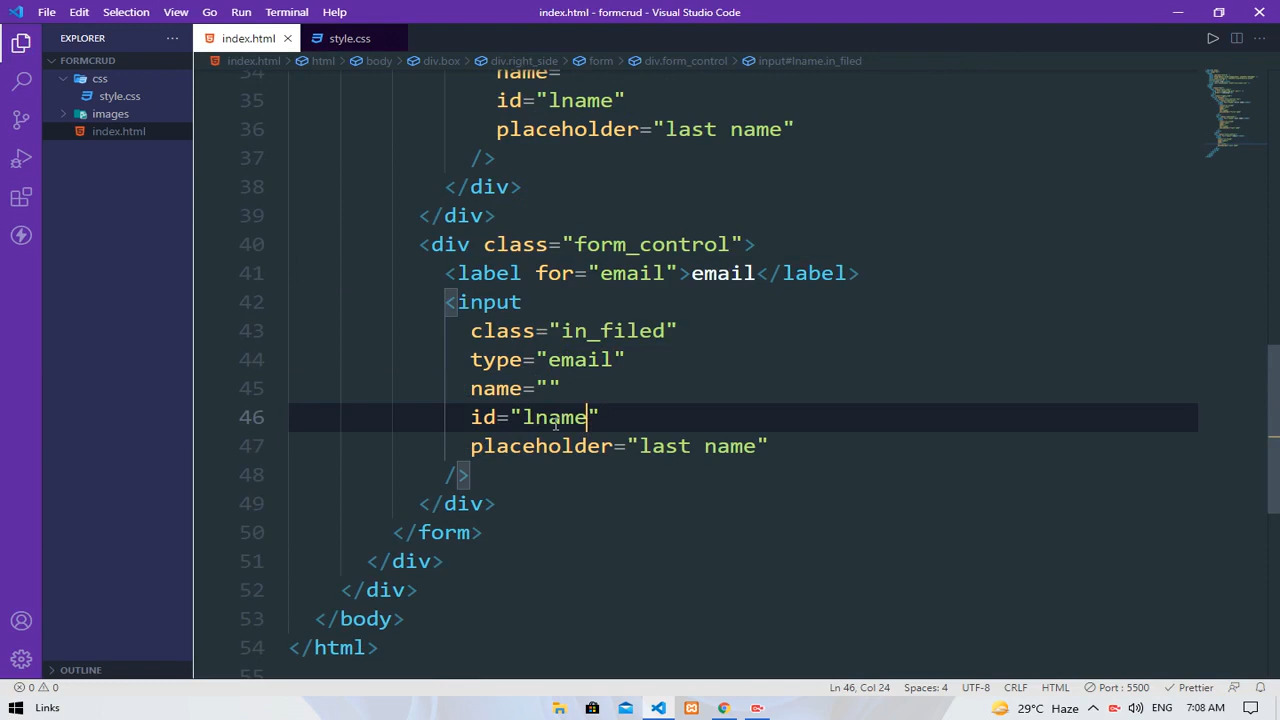 File Edit Selection View Go Run Terminal Help
index.html - Visual Studio Code
EXPLORER
index.html
style.css
FORMCRUD
index.html > html > body > div.box > div.right_side > form > div.form_control > input#lname.in_filed
css
style.css
images
index.html
OUTLINE
34 name=
35 id="lname"
36 placeholder="last name"
37 />
38 </div>
39 </div>
40 <div class="form_control">
41 <label for="email">email</label>
42 <input
43 class="in_filed"
44 type="email"
45 name=""
46 id="lname"
47 placeholder="last name"
48 />
49 </div>
50 </form>
51 </div>
52 </div>
53 </body>
54 </html>
55
0 0
Ln 46, Col 24 Spaces: 4 UTF-8 CRLF HTML Port : 5500 Prettier
Links
29°C Haze ENG 7:08 AM